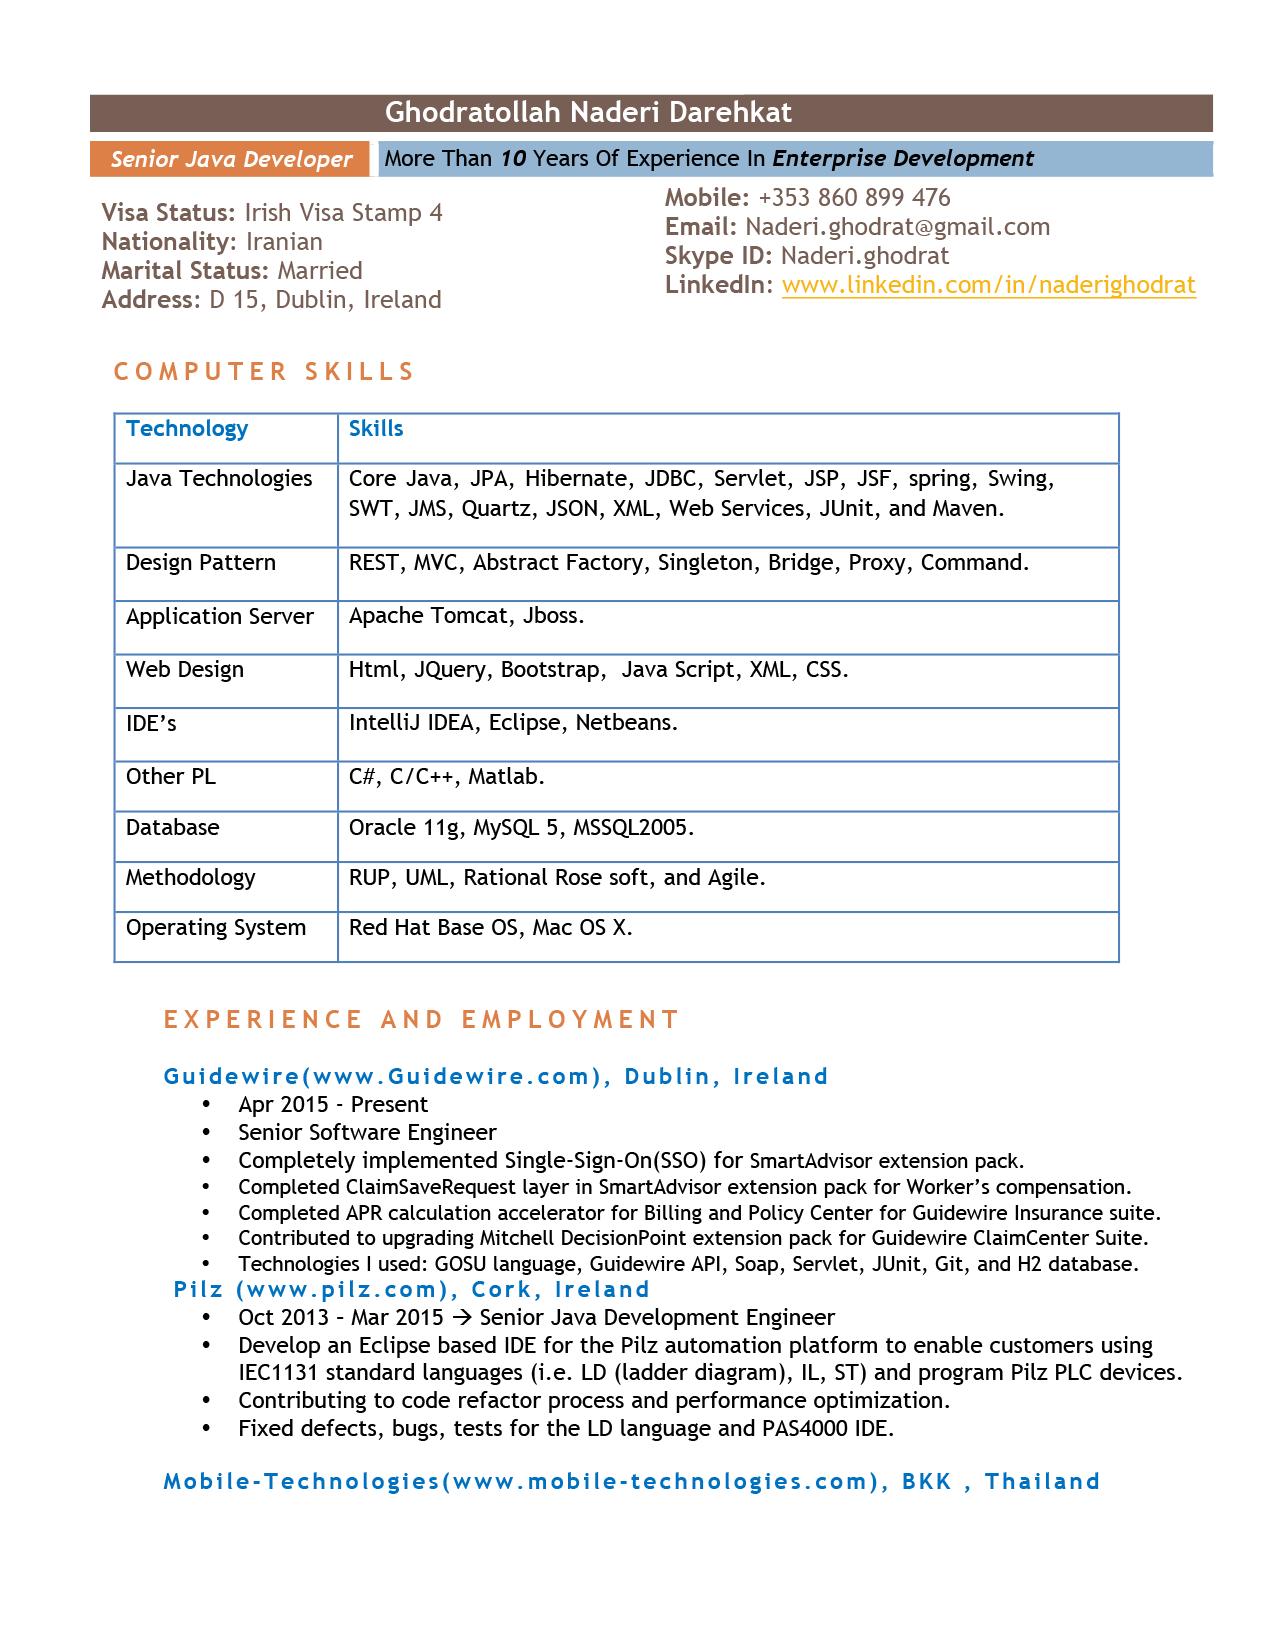 Ghodratollah Naderi Darehkat
Senior Java Developer More Than 10 Years Of Experience In Enterprise Development
Visa Status: Irish Visa Stamp 4
Nationality: Iranian
Marital Status: Married
Address: D 15, Dublin, Ireland
Mobile: +353 860 899 476
Email: Naderi.ghodrat@gmail.com
Skype ID: Naderi.ghodrat
LinkedIn: www.linkedin.com/in/naderighodrat
COMPUTER SKILLS
Technology Skills
Java Technologies Core Java, JPA, Hibernate, JDBC, Servlet, JSP, JSF, spring, Swing,
SWT, JMS, Quartz, JSON, XML, Web Services, JUnit, and Maven.
Design Pattern REST, MVC, Abstract Factory, Singleton, Bridge, Proxy, Command.
Application Server Apache Tomcat, Jboss.
Web Design Html, JQuery, Bootstrap, Java Script, XML, CSS.
IDE’s IntelliJ IDEA, Eclipse, Netbeans.
Other PL C#, C/C++, Matlab.
Database Oracle 11g, MySQL 5, MSSQL2005.
Methodology RUP, UML, Rational Rose soft, and Agile.
Operating System Red Hat Base OS, Mac OS X.
EXPERIENCE AND EMPLOYMENT
Guidewire(www.Guidewire.com), Dublin, Ireland
• Apr 2015 - Present
• Senior Software Engineer
• Completely implemented Single-Sign-On(SSO) for SmartAdvisor extension pack.
• Completed ClaimSaveRequest layer in SmartAdvisor extension pack for Worker’s compensation.
• Completed APR calculation accelerator for Billing and Policy Center for Guidewire Insurance suite.
• Contributed to upgrading Mitchell DecisionPoint extension pack for Guidewire ClaimCenter Suite.
• Technologies I used: GOSU language, Guidewire API, Soap, Servlet, JUnit, Git, and H2 database.
Pilz (www.pilz.com), Cork, Ireland
• Oct 2013 – Mar 2015 → Senior Java Development Engineer
• Develop an Eclipse based IDE for the Pilz automation platform to enable customers using
IEC1131 standard languages (i.e. LD (ladder diagram), IL, ST) and program Pilz PLC devices.
• Contributing to code refactor process and performance optimization.
• Fixed defects, bugs, tests for the LD language and PAS4000 IDE.
Mobile-Technologies(www.mobile-technologies.com), BKK , Thailand